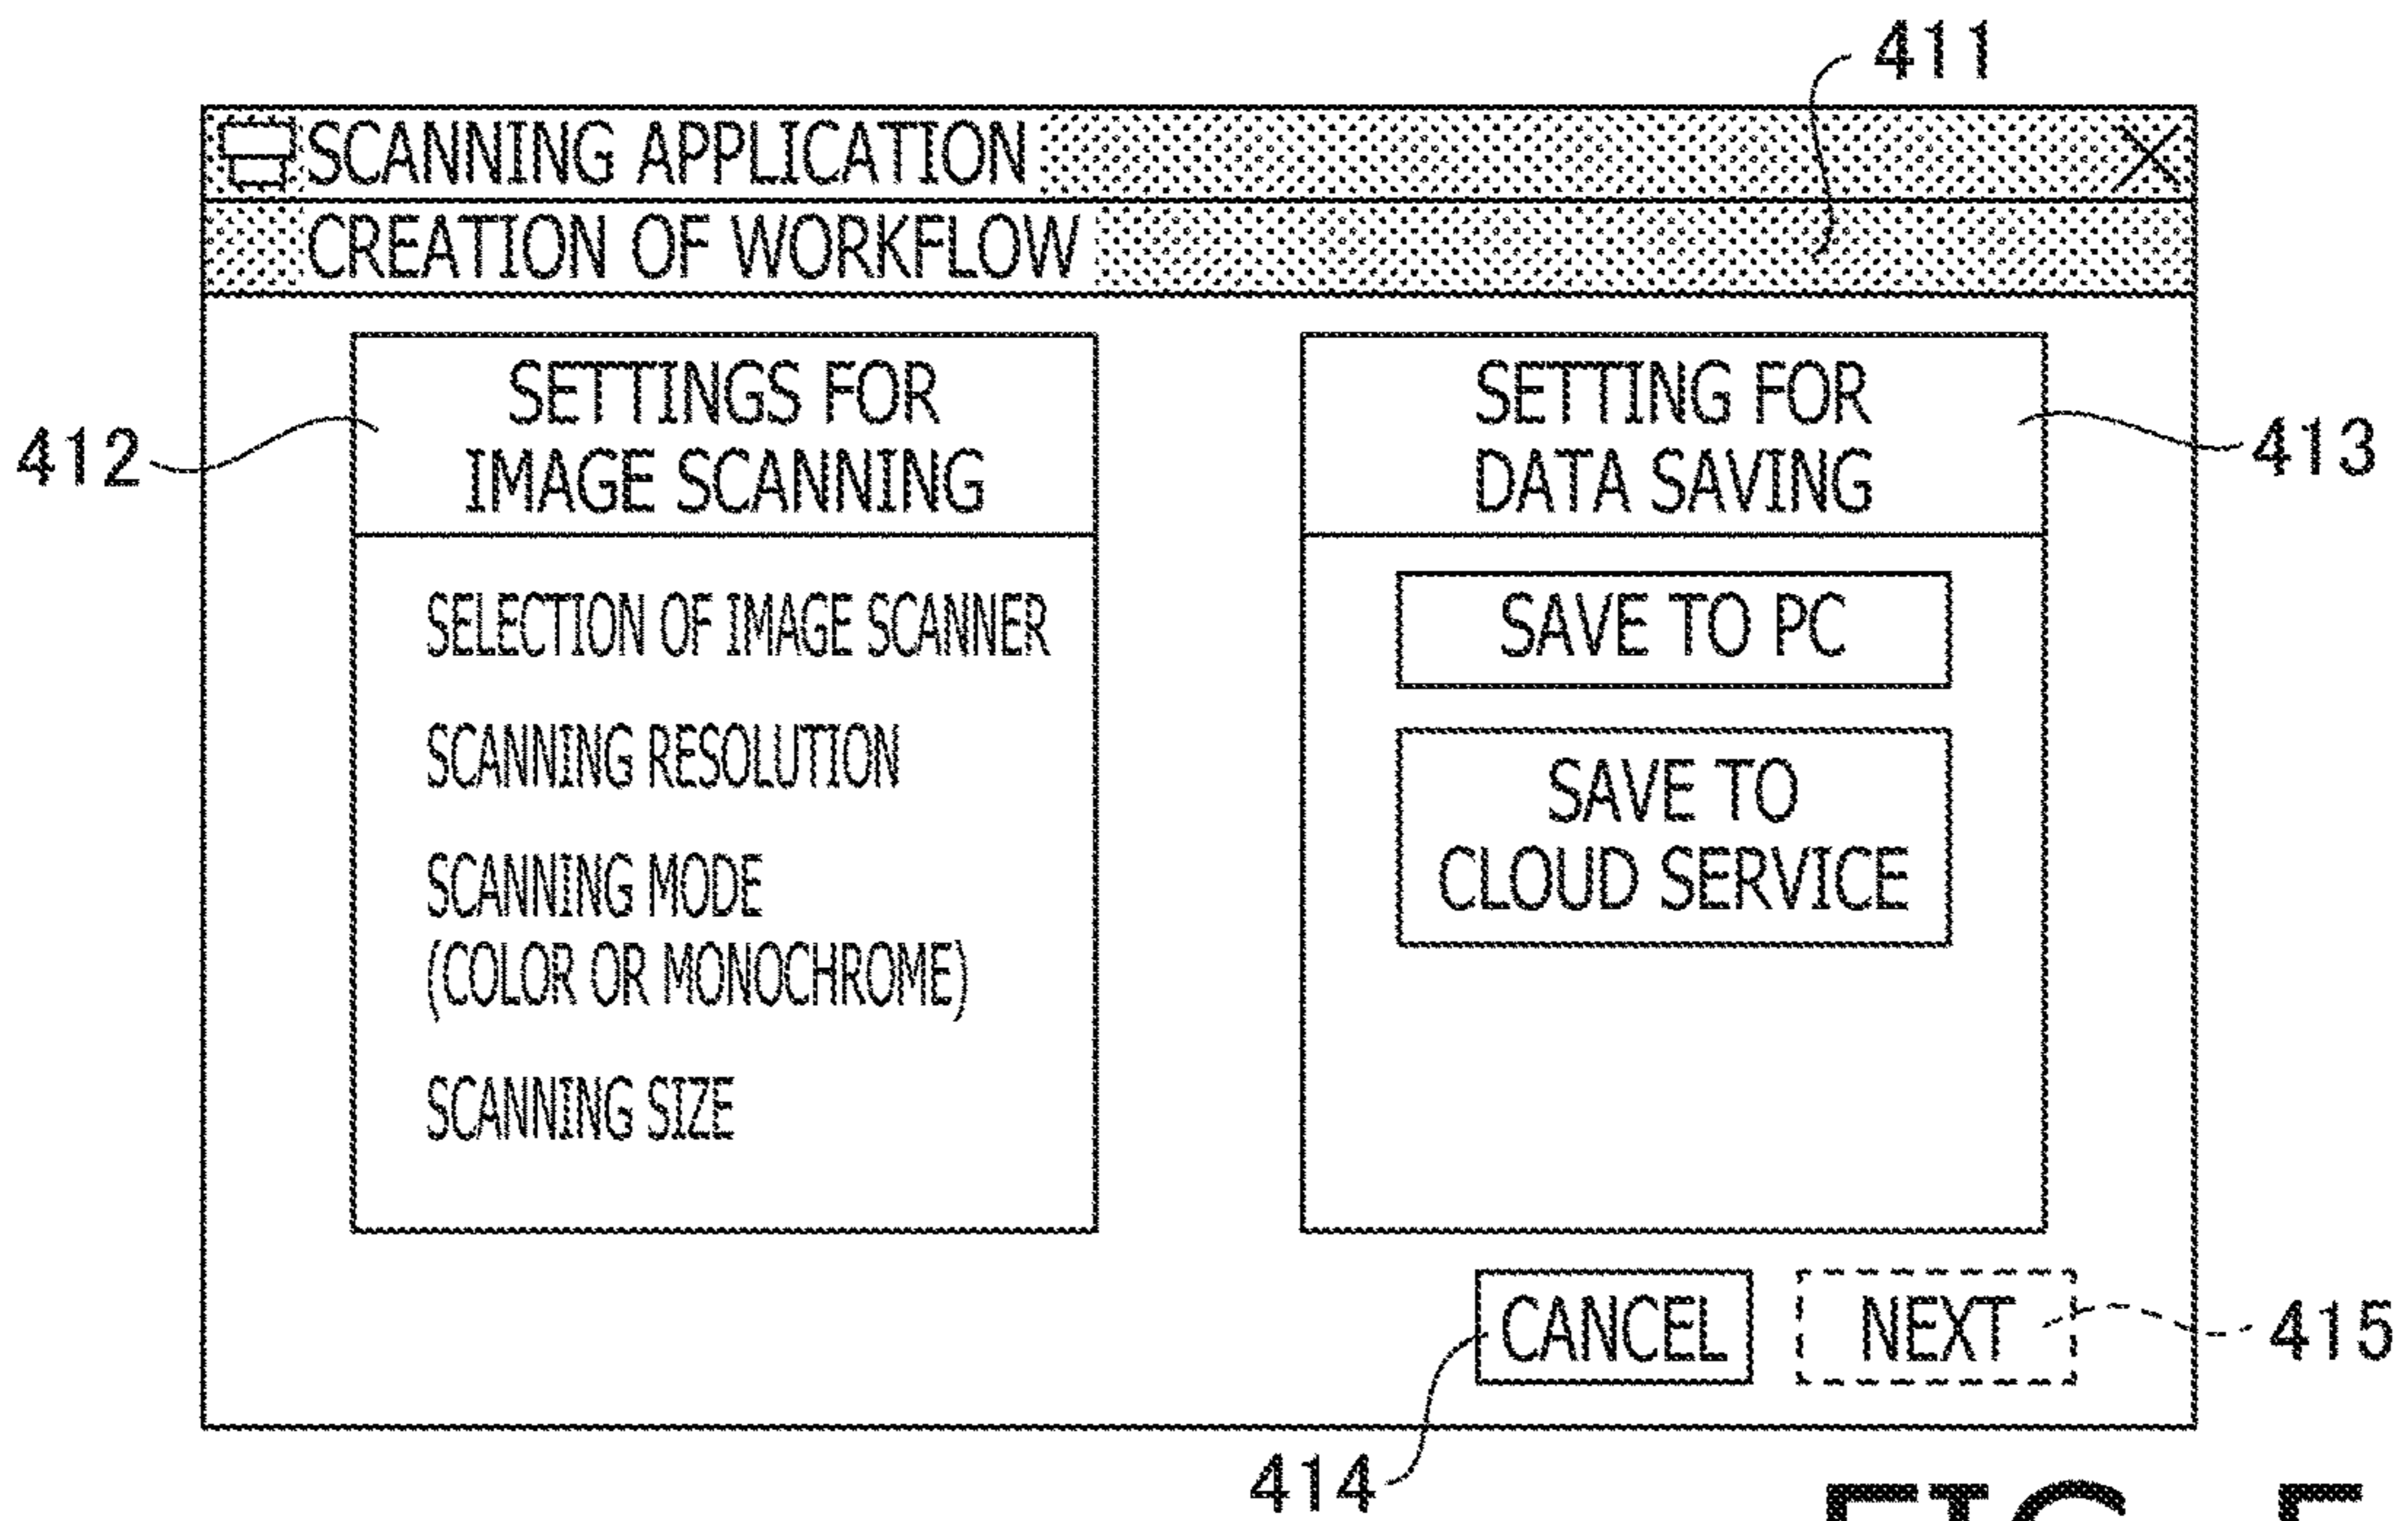 411
SCANNING APPLICATION
CREATION OF WORKFLOW
412
SETTINGS FOR
IMAGE SCANNING
SELECTION OF IMAGE SCANNER
SCANNING RESOLUTION
SCANNING MODE
(COLOR OR MONOCHROME)
SCANNING SIZE
SETTING FOR
DATA SAVING
413
SAVE TO PC
SAVE TO
CLOUD SERVICE
CANCEL
NEXT
415
414